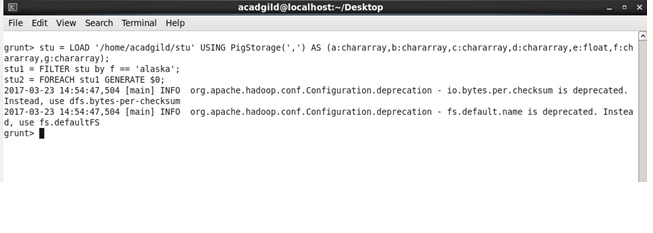 acadgild@localhost:~/Desktop
File Edit View Search Terminal Help
grunt> stu = LOAD '/home/acadgild/stu' USING PigStorage(',') AS (a:chararray,b:chararray,c:chararray,d:chararray,e:float,f:ch
ararray,g:chararray);
stu1 = FILTER stu by f == 'alaska';
stu2 = FOREACH stu1 GENERATE $0;
2017-03-23 14:54:47,504 [main] INFO  org.apache.hadoop.conf.Configuration.deprecation - io.bytes.per.checksum is deprecated.
Instead, use dfs.bytes-per-checksum
2017-03-23 14:54:47,504 [main] INFO  org.apache.hadoop.conf.Configuration.deprecation - fs.default.name is deprecated. Instea
d, use fs.defaultFS
grunt>